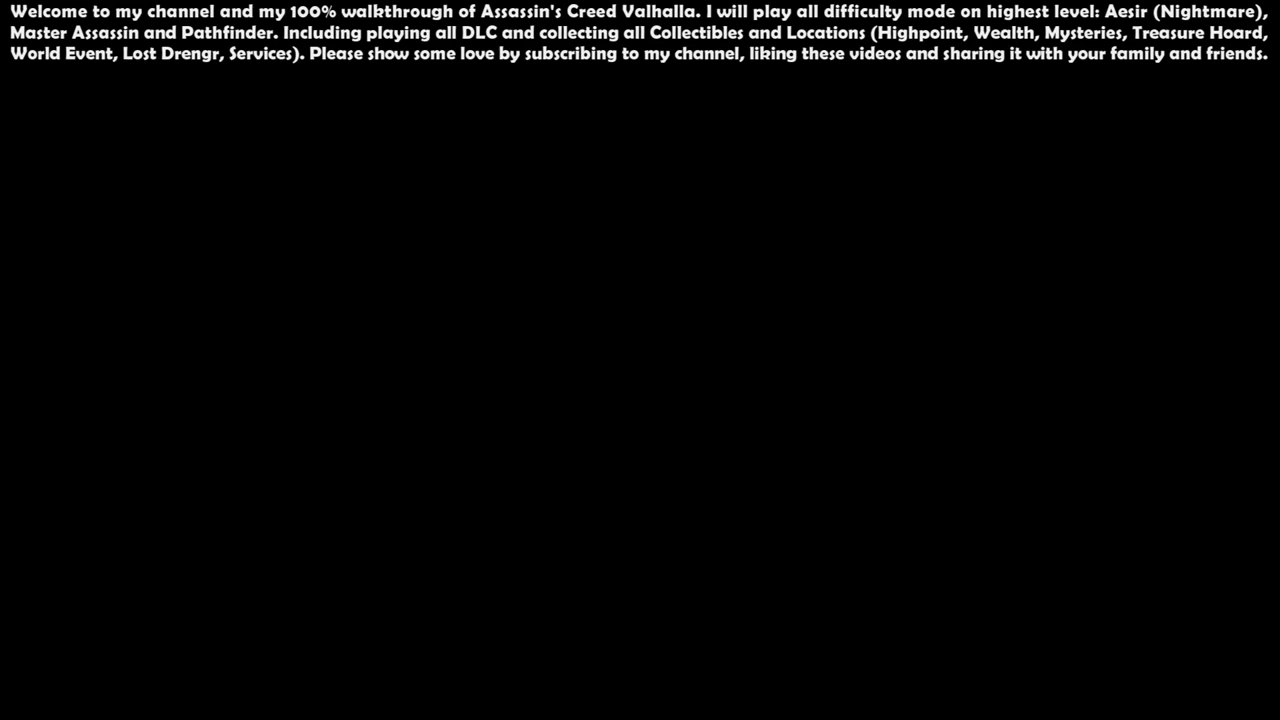 Welcome to my channel and my 100% walkthrough of Assassin's Creed Valhalla. I will play all difficulty mode on highest level: Aesir (Nightmare),
Master Assassin and Pathfinder. Including playing all DLC and collecting all Collectibles and Locations (Highpoint, Wealth, Mysteries, Treasure Hoard,
World Event, Lost Drengr, Services). Please show some love by subscribing to my channel, liking these videos and sharing it with your family and friends.